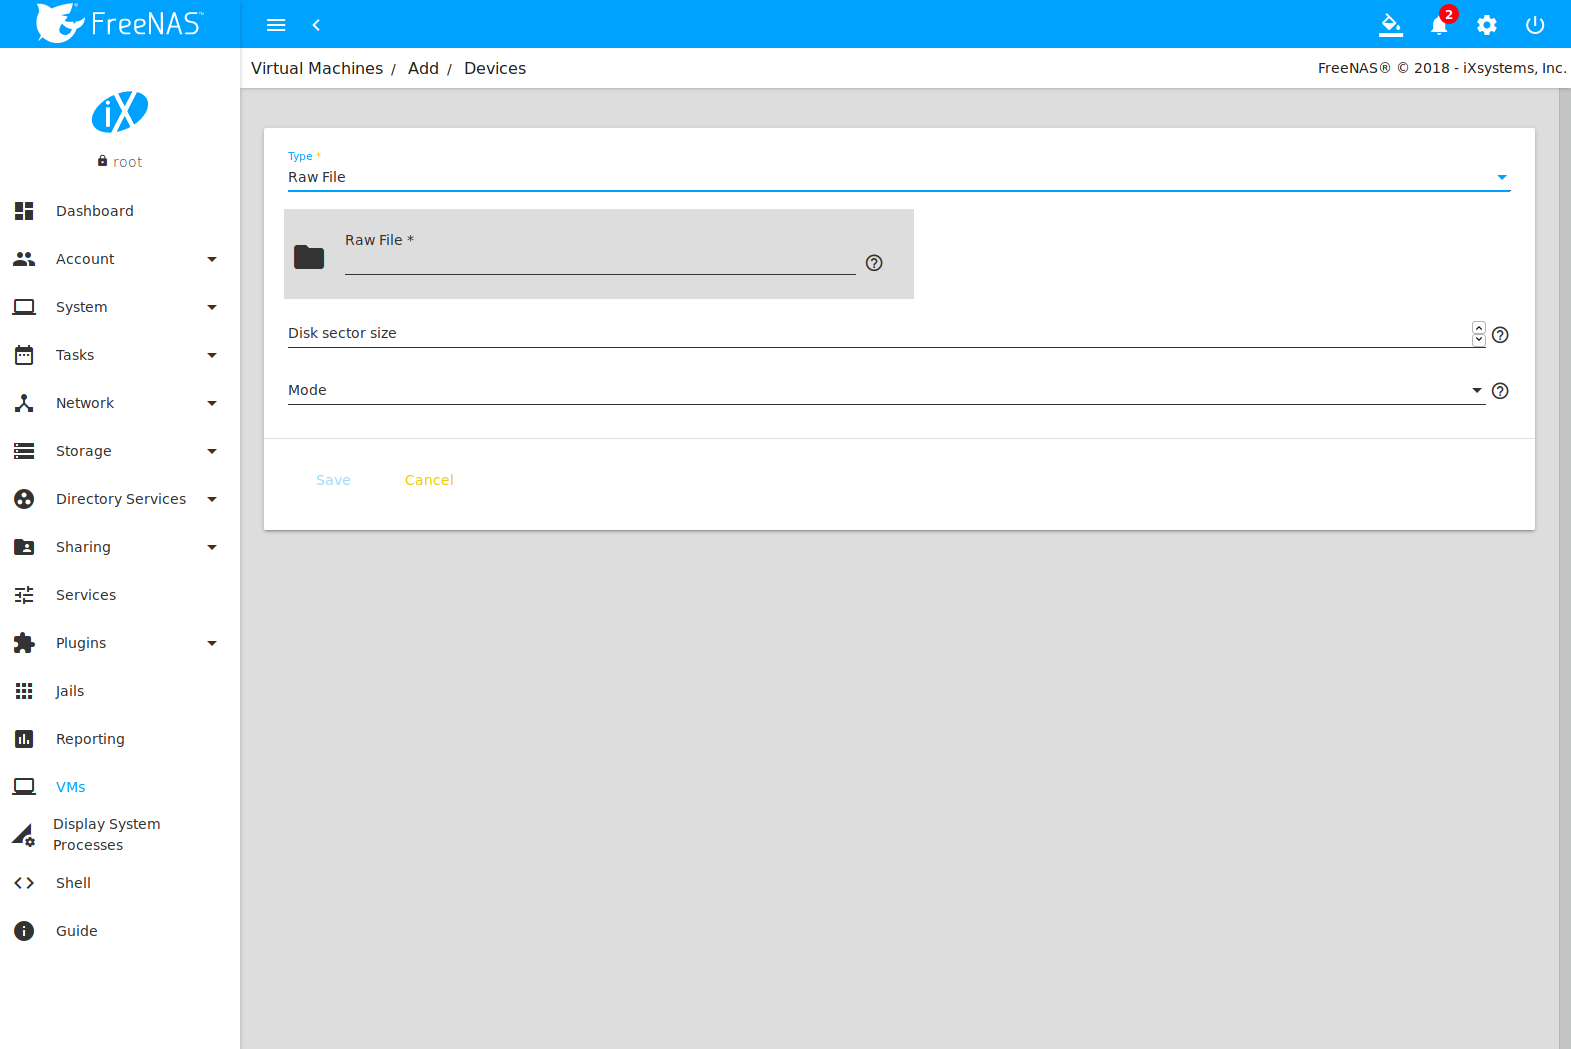 FreeNAS™
2
Virtual Machines / Add / Devices
FreeNAS® © 2018 - iXsystems, Inc.
iX
root
Dashboard
Account
System
Tasks
Network
Storage
Directory Services
Sharing
Services
Plugins
Jails
Reporting
VMs
Display System
Processes
Shell
Guide
Type *
Raw File
Raw File *
Disk sector size
Mode
Save
Cancel